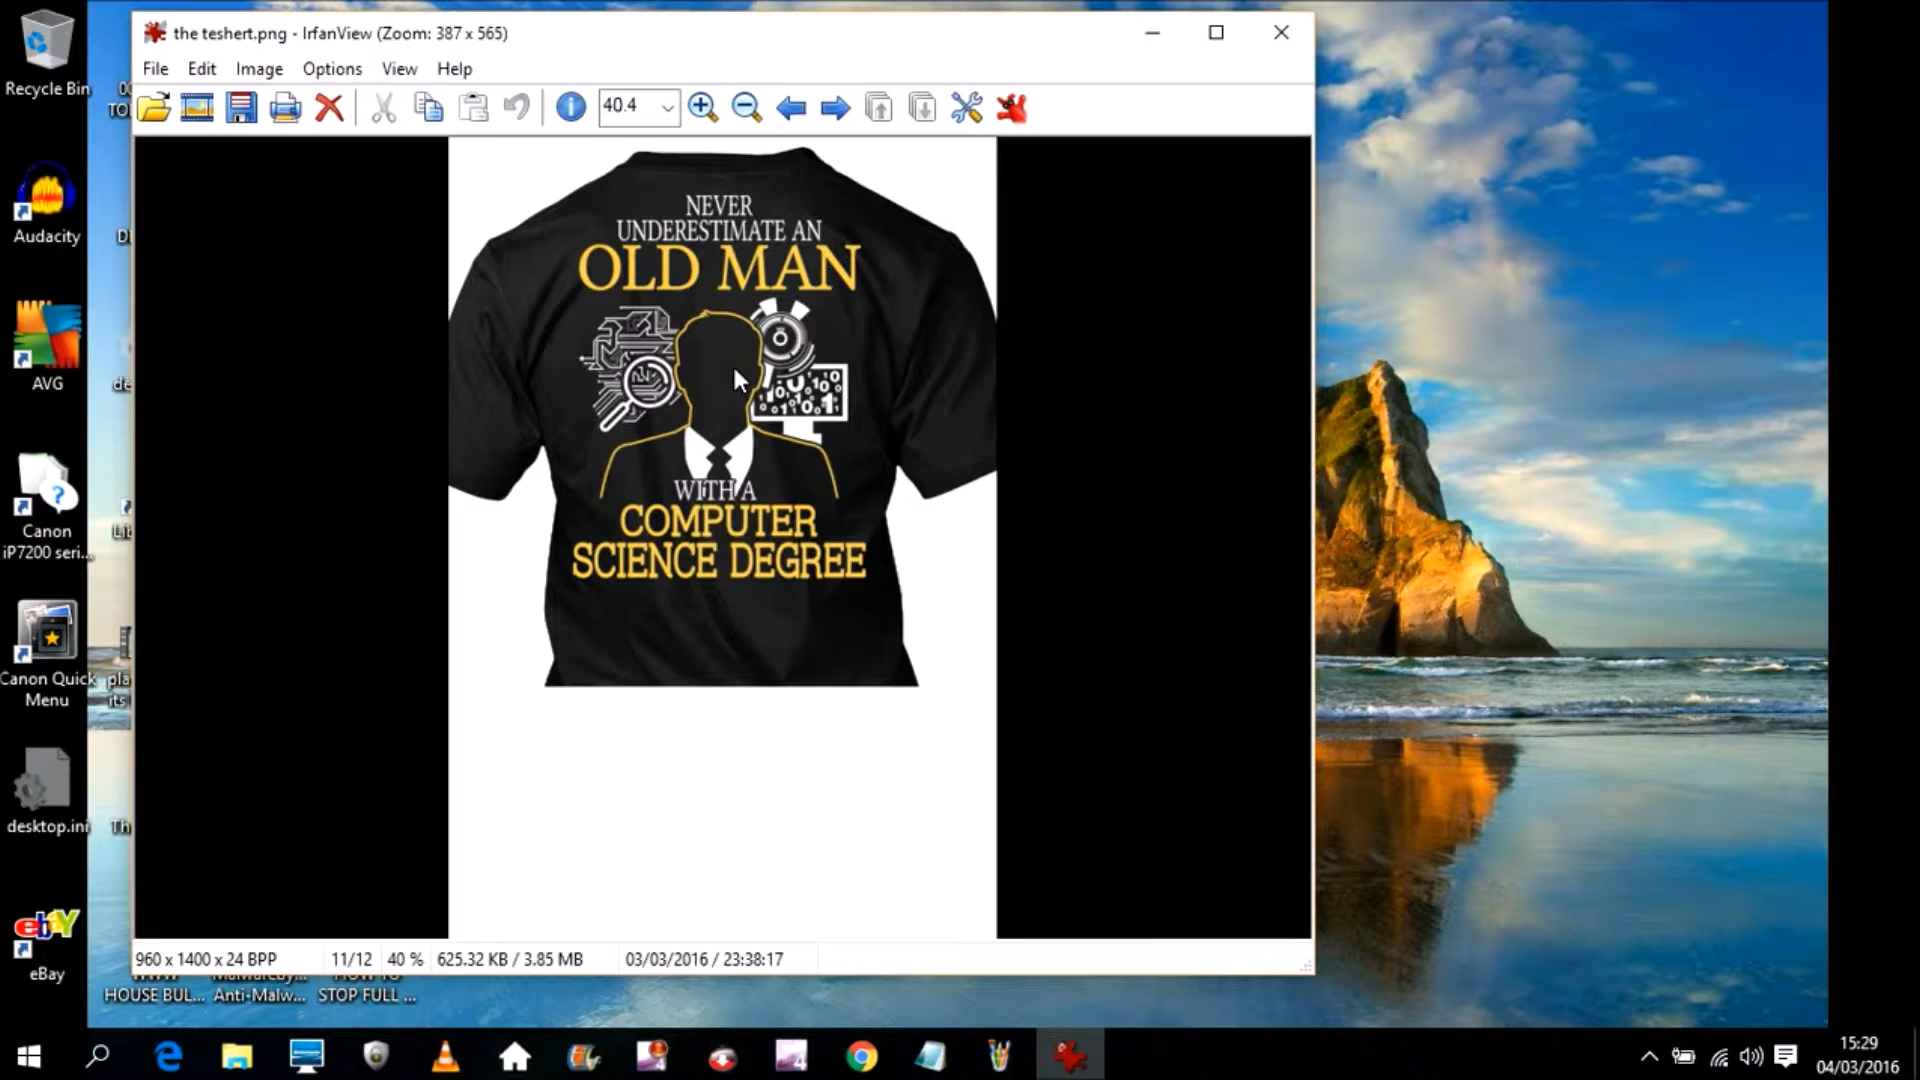 the teshert.png - IrfanView (Zoom: 387 x 565)
File Edit Image Options View Help
40.4
NEVER
UNDERESTIMATE AN
OLD MAN
WITH A
COMPUTER
SCIENCE DEGREE
960 x 1400 x 24 BPP 11/12 40 % 625.32 KB / 3.85 MB 03/03/2016 / 23:38:17
Recycle Bin
Audacity
AVG
Canon
iP7200 seri...
Canon Quick
Menu
desktop.ini
eBay
ebY
HOUSE BUL... Anti-Malw... STOP FULL ...
15:29
04/03/2016